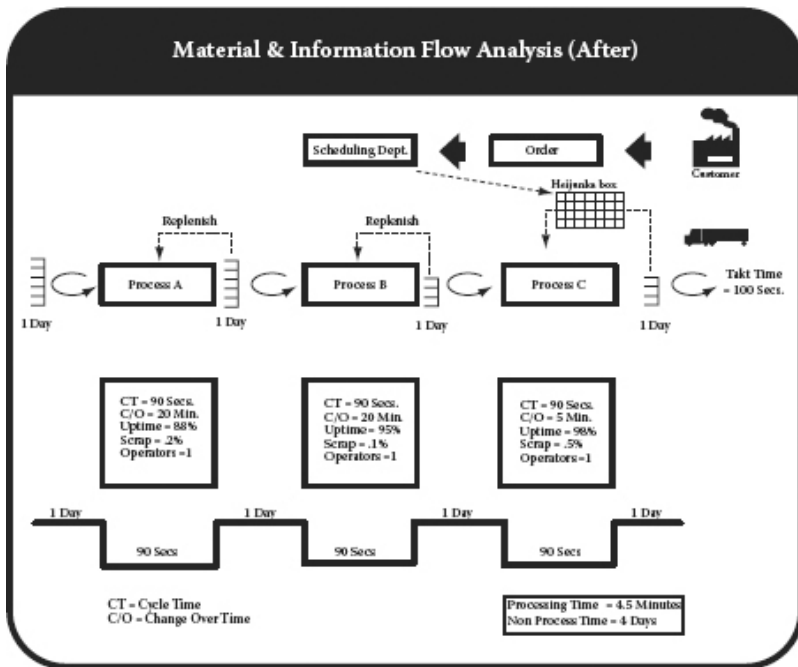 Material & Information Flow Analysis (After)
Scheduling Dept.
Order
Customer
Heijunka box
Replenish
Replenish
Process A
Process B
Process C
Takt Time
= 100 Secs.
1 Day
1 Day
1 Day
1 Day
CT = 90 Secs.
C/O = 20 Min.
Uptime = 88%
Scrap = .2%
Operators =1
CT = 90 Secs.
C/O = 20 Min.
Uptime = 95%
Scrap = .1%
Operators =1
CT = 90 Secs.
C/O = 5 Min.
Uptime = 98%
Scrap = .5%
Operators=1
1 Day
1 Day
1 Day
1 Day
90 Secs
90 Secs
90 Secs
CT = Cycle Time
C/O = Change Over Time
Processing Time = 4.5 Minutes
Non Process Time = 4 Days